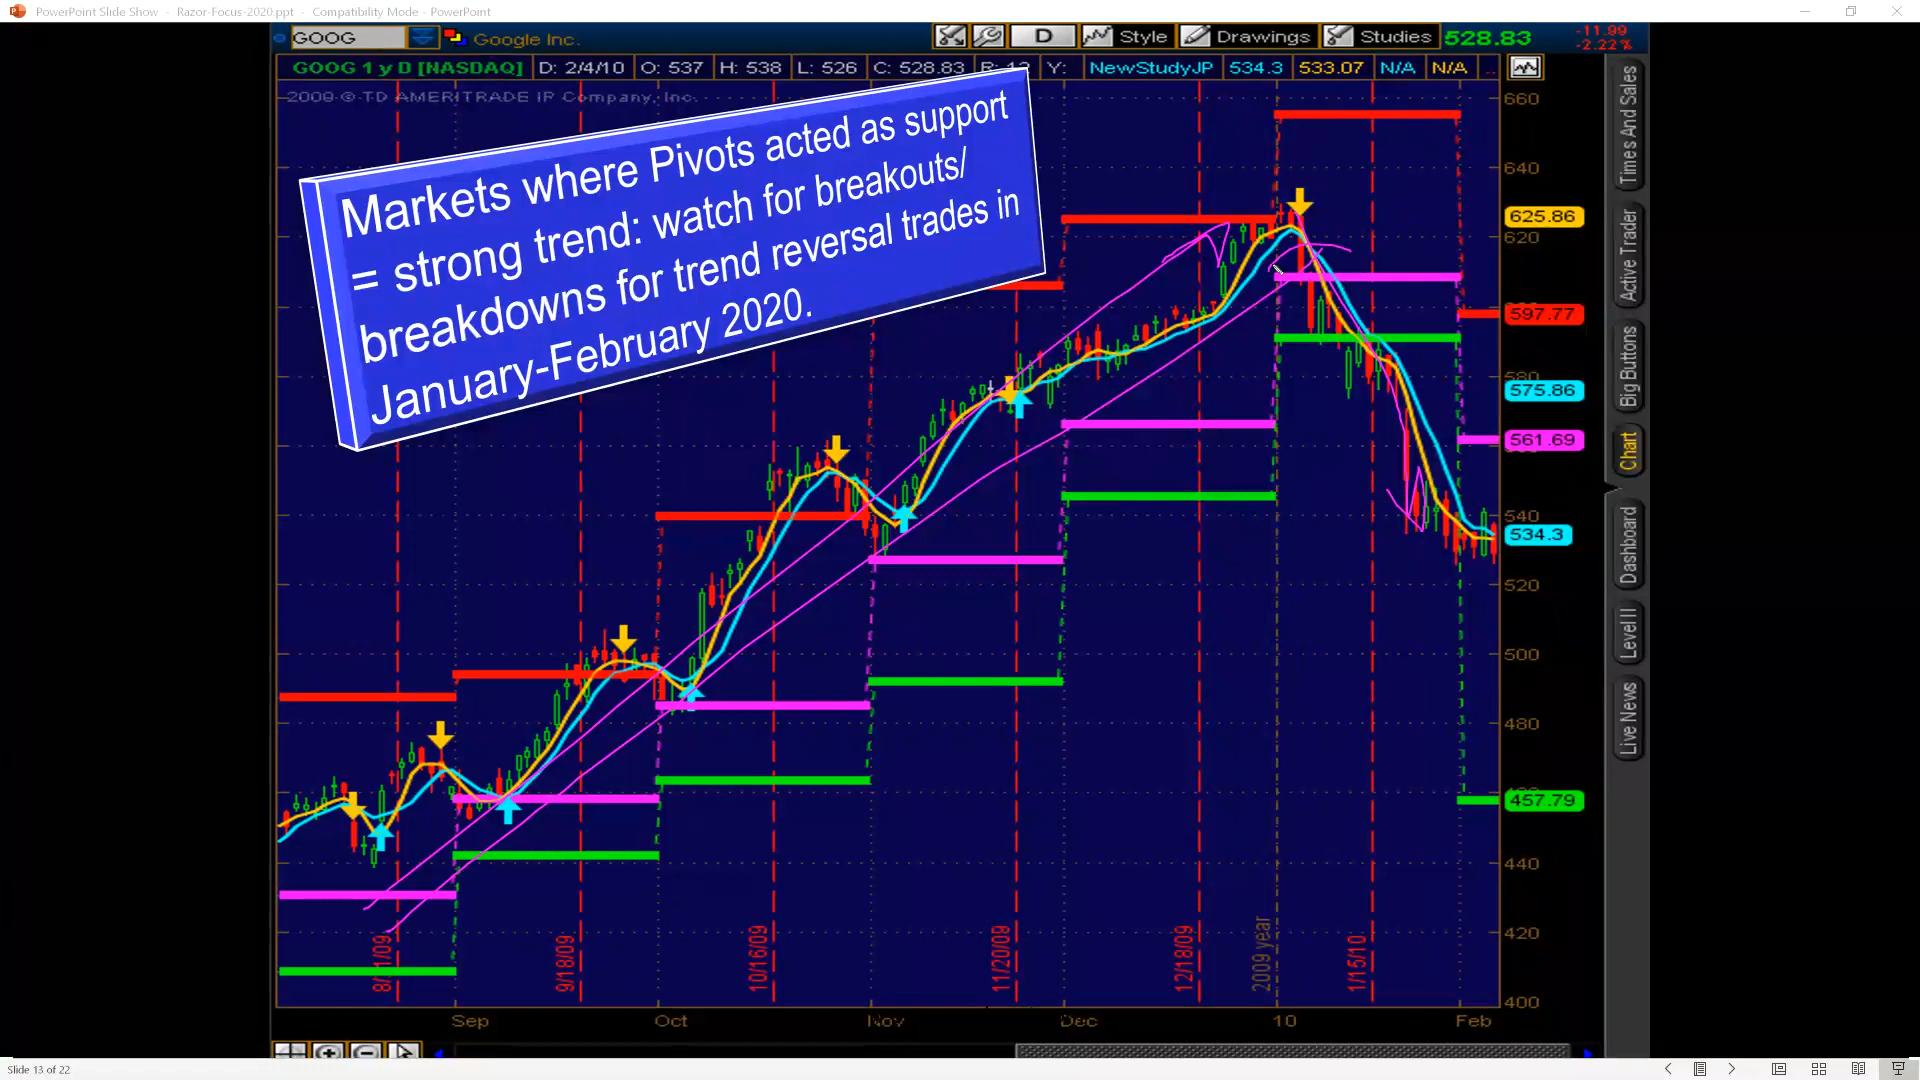 PowerPoint Slide Show - Razor-Focus-2020.ppt - Compatibility Mode - PowerPoint
GOOG Google Inc. D Style Drawings Studies 528.83 -11.99
-2.22%
GOOG 1 y D [NASDAQ] D: 2/4/10 O: 537 H: 538 L: 526 C: 528.83 R: 12 Y: NewStudyJP 534.3 533.07 N/A N/A
2009 © TD AMERITRADE IP Company, Inc.
Markets where Pivots acted as support
= strong trend: watch for breakouts/
breakdowns for trend reversal trades in
January-February 2020.
660
640
625.86
620
597.77
580
575.86
561.69
540
534.3
520
500
480
457.79
440
420
400
Times And Sales
Active Trader
Big Buttons
Chart
Dashboard
Level II
Live News
9/18/09
10/16/09
11/20/09
12/18/09
2009 year
1/15/10
Sep Oct Nov Dec 10 Feb
Slide 13 of 22